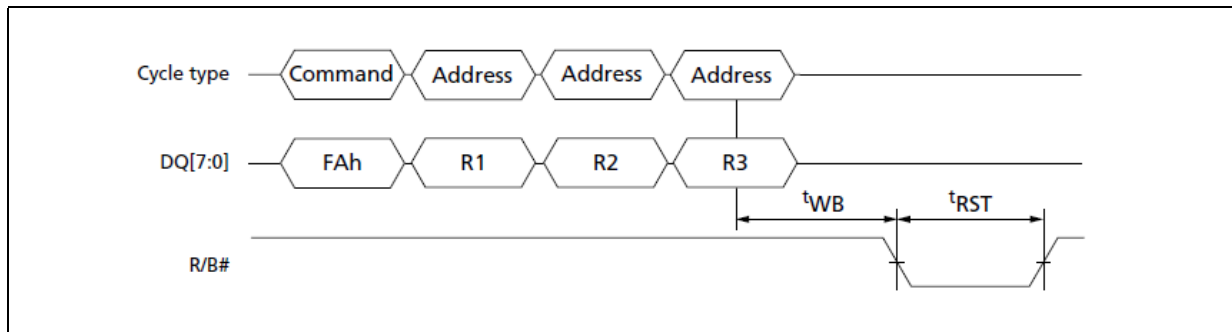 Cycle type Command Address Address Address
DQ[7:0] FAh R1 R2 R3
tWB tRST
R/B#